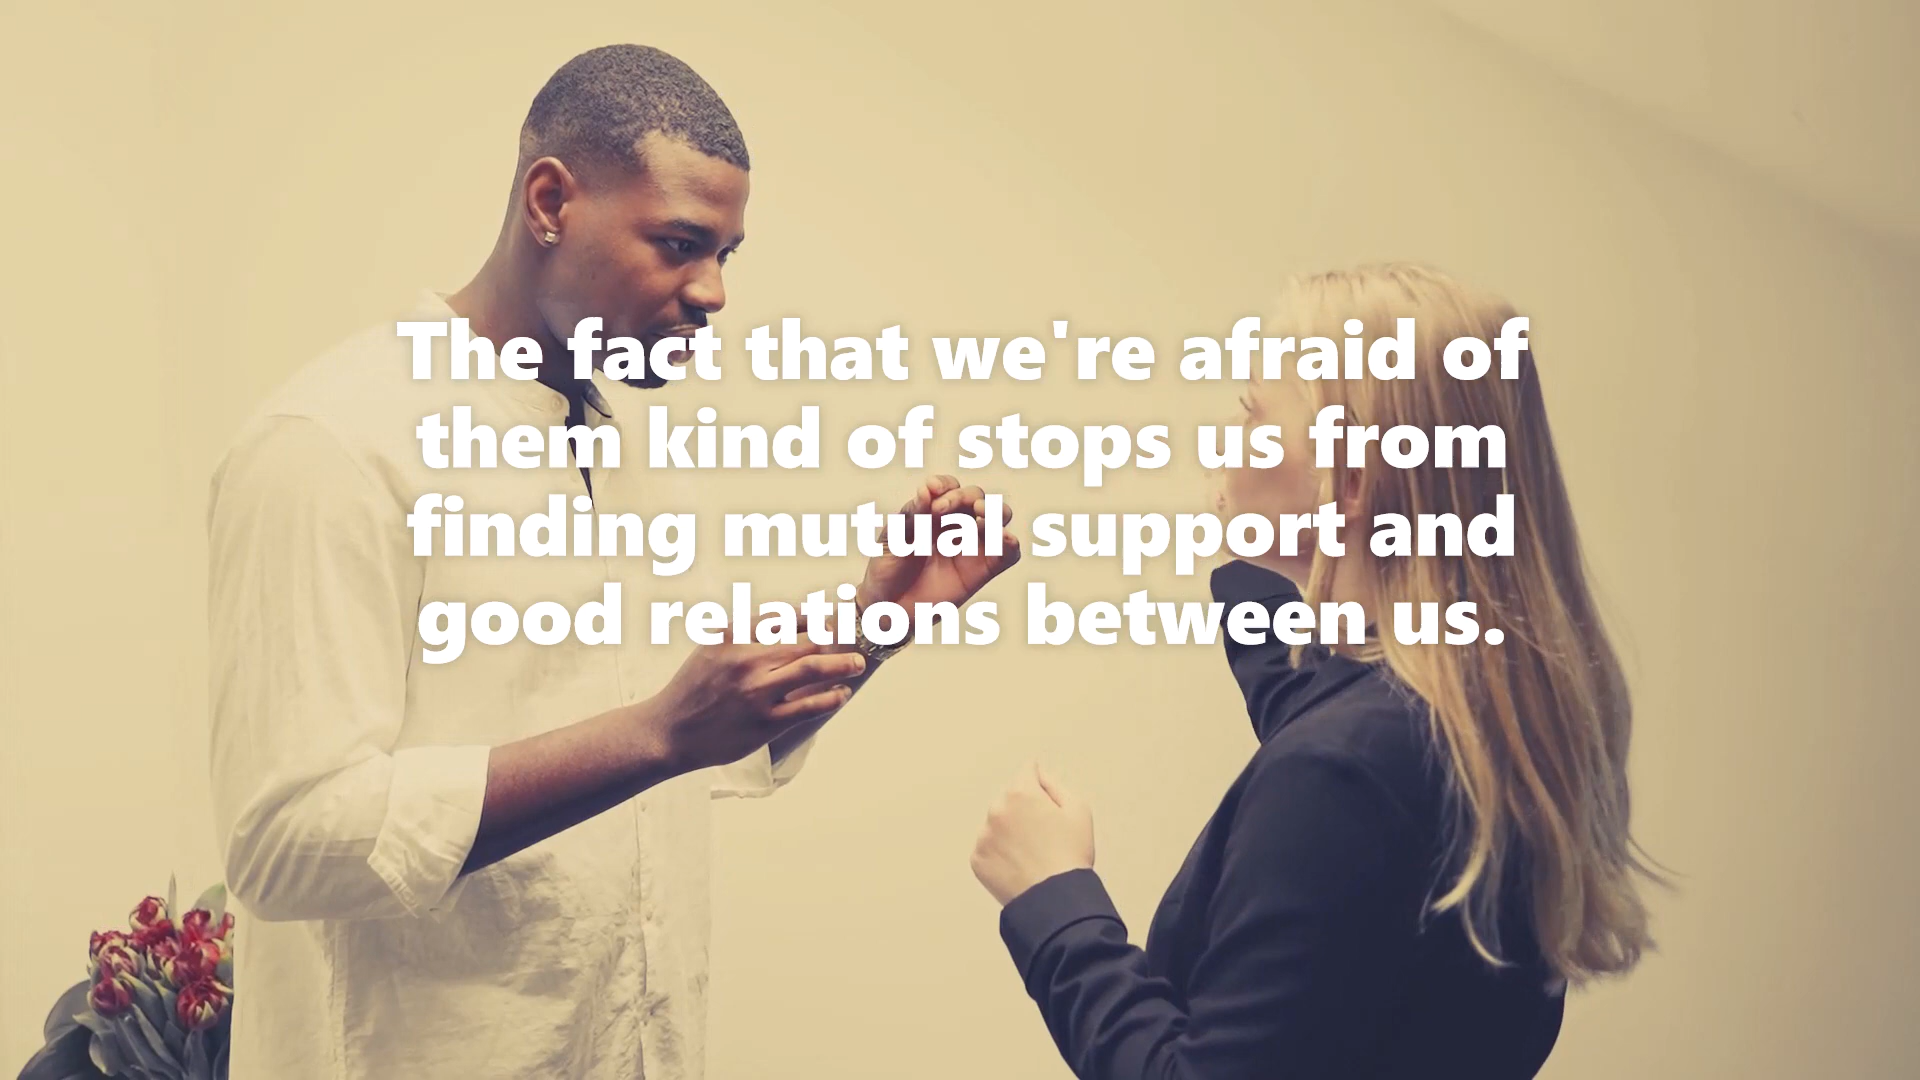 The fact that we're afraid of
them kind of stops us from
finding mutual support and
good relations between us.